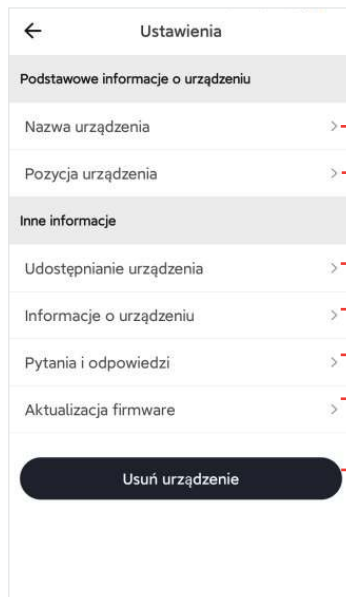 Ustawienia
Podstawowe informacje o urządzeniu
Nazwa urządzenia
Pozycja urządzenia
Inne informacje
Udostępnianie urządzenia
Informacje o urządzeniu
Pytania i odpowiedzi
Aktualizacja firmware
Usuń urządzenie